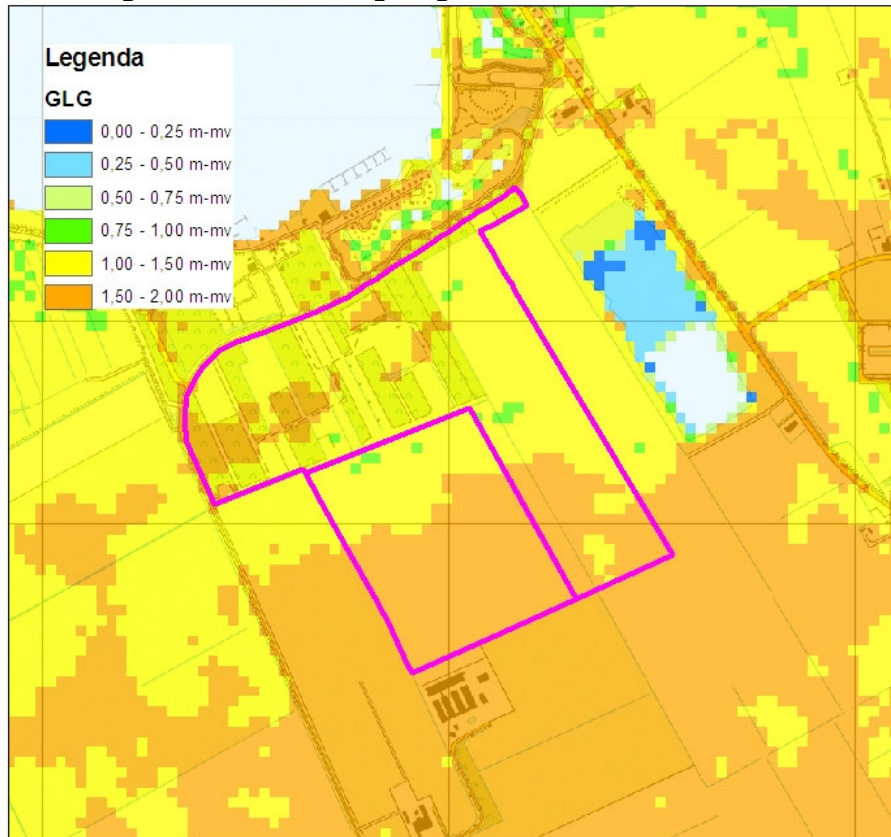 Legenda
GLG
0,00 - 0,25 m-mv
0,25 - 0,50 m-mv
0,50 - 0,75 m-mv
0,75 - 1,00 m-mv
1,00 - 1,50 m-mv
1,50 - 2,00 m-mv